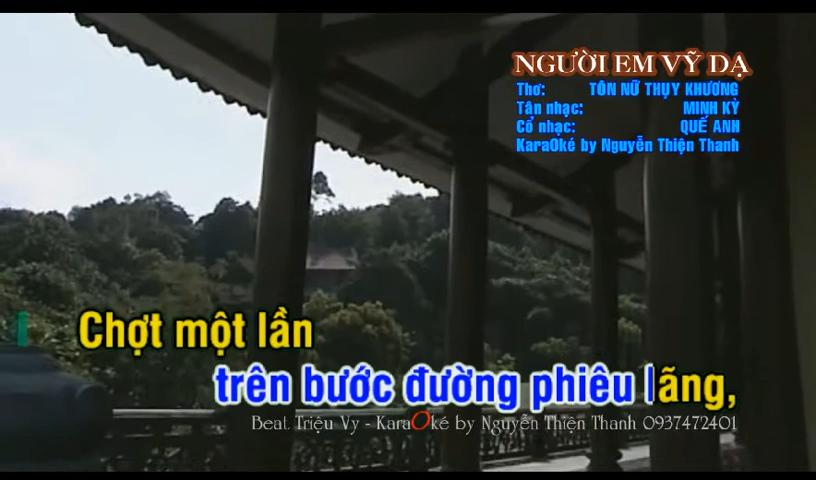 NGƯỜI EM VỸ DẠ
Thơ: TÔN NỮ THỤY KHƯƠNG
Tân nhạc: MINH KỲ
Cổ nhạc: QUẾ ANH
KaraOké by Nguyễn Thiện Thanh
Chợt một lần
trên bước đường phiêu lãng,
Beat. Triệu Vy - KaraOké by Nguyễn Thiện Thanh 0937472401